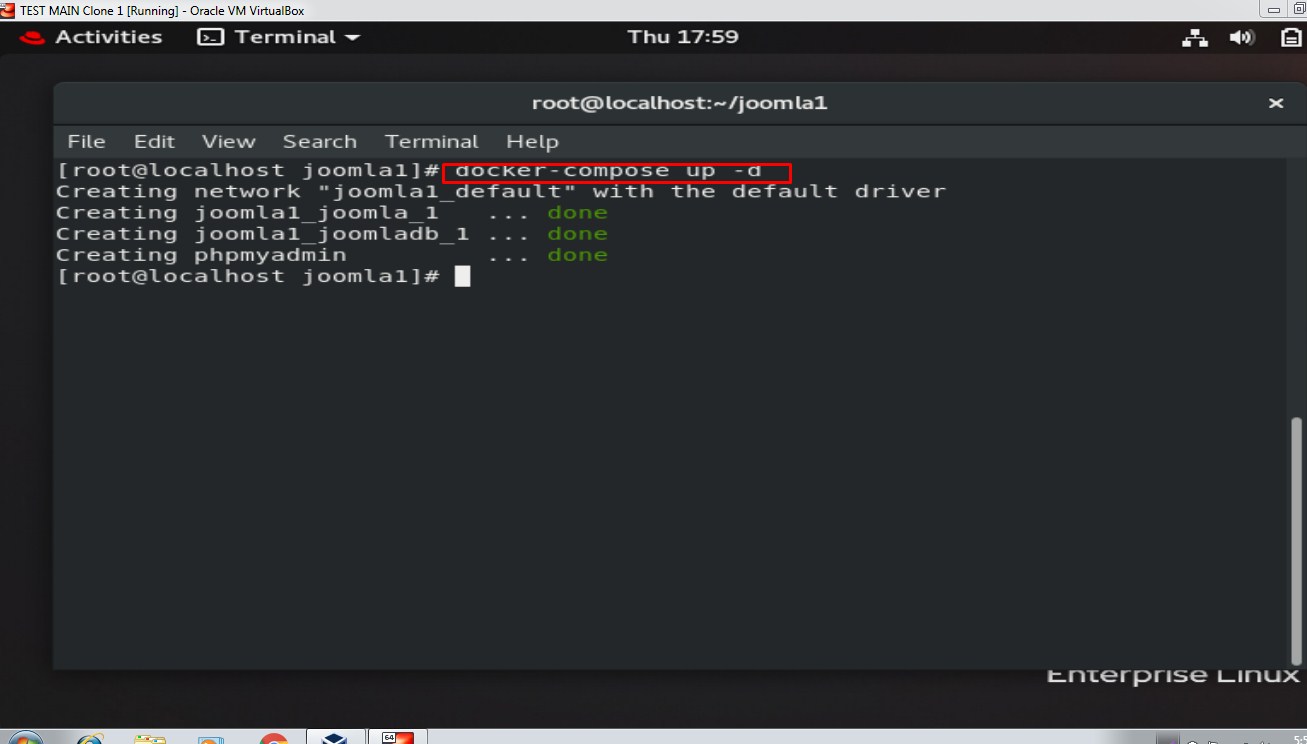 TEST MAIN Clone 1 [Running] - Oracle VM VirtualBox
Activities Terminal Thu 17:59
root@localhost:~/joomla1
File Edit View Search Terminal Help
[root@localhost joomla1]# docker-compose up -d
Creating network "joomla1_default" with the default driver
Creating joomla1_joomla_1 ... done
Creating joomla1_joomladb_1 ... done
Creating phpmyadmin ... done
[root@localhost joomla1]#
Enterprise Linux
64